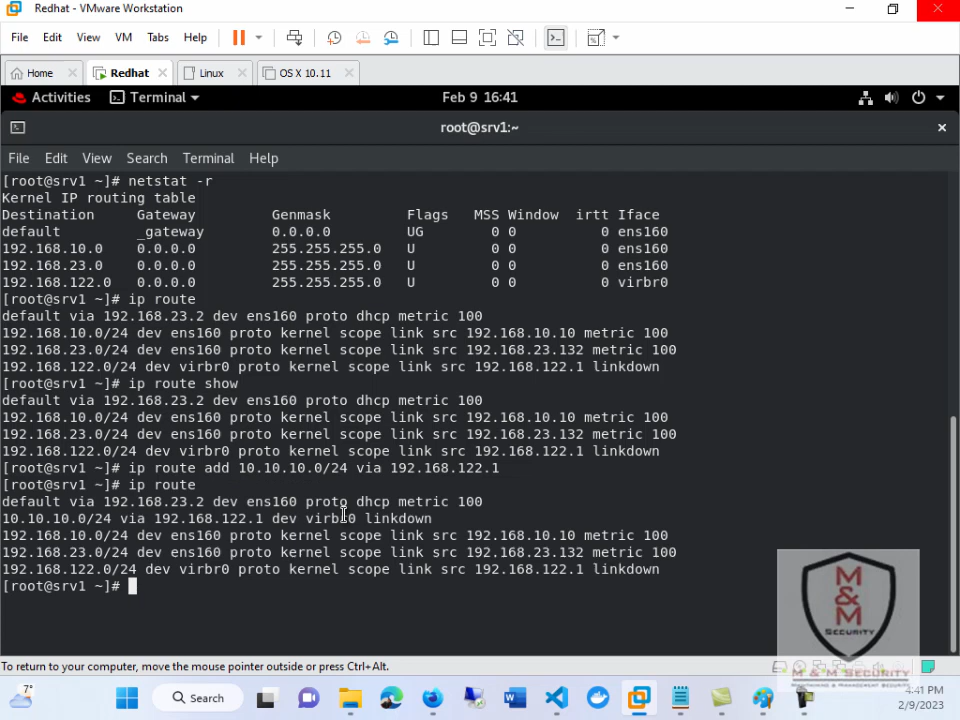 Redhat - VMware Workstation
File Edit View VM Tabs Help
Home Redhat Linux OS X 10.11
Activities Terminal Feb 9 16:41
root@srv1:~
File Edit View Search Terminal Help
[root@srv1 ~]# netstat -r
Kernel IP routing table
Destination Gateway Genmask Flags MSS Window irtt Iface
default _gateway 0.0.0.0 UG 0 0 0 ens160
192.168.10.0 0.0.0.0 255.255.255.0 U 0 0 0 ens160
192.168.23.0 0.0.0.0 255.255.255.0 U 0 0 0 ens160
192.168.122.0 0.0.0.0 255.255.255.0 U 0 0 0 virbr0
[root@srv1 ~]# ip route
default via 192.168.23.2 dev ens160 proto dhcp metric 100
192.168.10.0/24 dev ens160 proto kernel scope link src 192.168.10.10 metric 100
192.168.23.0/24 dev ens160 proto kernel scope link src 192.168.23.132 metric 100
192.168.122.0/24 dev virbr0 proto kernel scope link src 192.168.122.1 linkdown
[root@srv1 ~]# ip route show
default via 192.168.23.2 dev ens160 proto dhcp metric 100
192.168.10.0/24 dev ens160 proto kernel scope link src 192.168.10.10 metric 100
192.168.23.0/24 dev ens160 proto kernel scope link src 192.168.23.132 metric 100
192.168.122.0/24 dev virbr0 proto kernel scope link src 192.168.122.1 linkdown
[root@srv1 ~]# ip route add 10.10.10.0/24 via 192.168.122.1
[root@srv1 ~]# ip route
default via 192.168.23.2 dev ens160 proto dhcp metric 100
10.10.10.0/24 via 192.168.122.1 dev virbr0 linkdown
192.168.10.0/24 dev ens160 proto kernel scope link src 192.168.10.10 metric 100
192.168.23.0/24 dev ens160 proto kernel scope link src 192.168.23.132 metric 100
192.168.122.0/24 dev virbr0 proto kernel scope link src 192.168.122.1 linkdown
[root@srv1 ~]#
M & M
SECURITY
To return to your computer, move the mouse pointer outside or press Ctrl+Alt.
M & M SECURITY
7°
Search
4:41 PM
2/9/2023